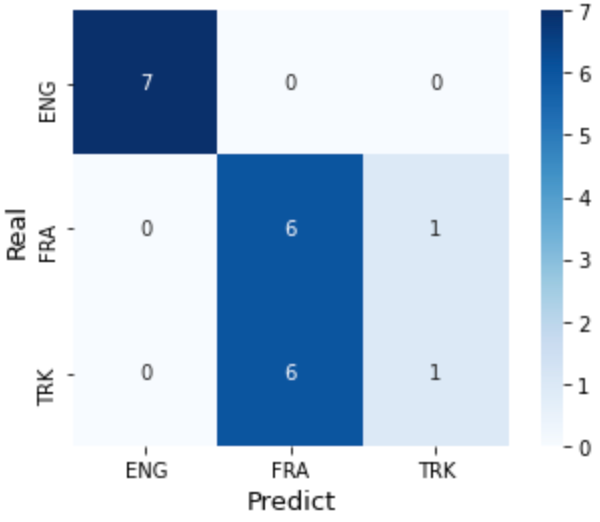 ENG 7 0 0
FRA 0 6 1
TRK 0 6 1
ENG FRA TRK
Real
Predict
7
6
5
4
3
2
1
0